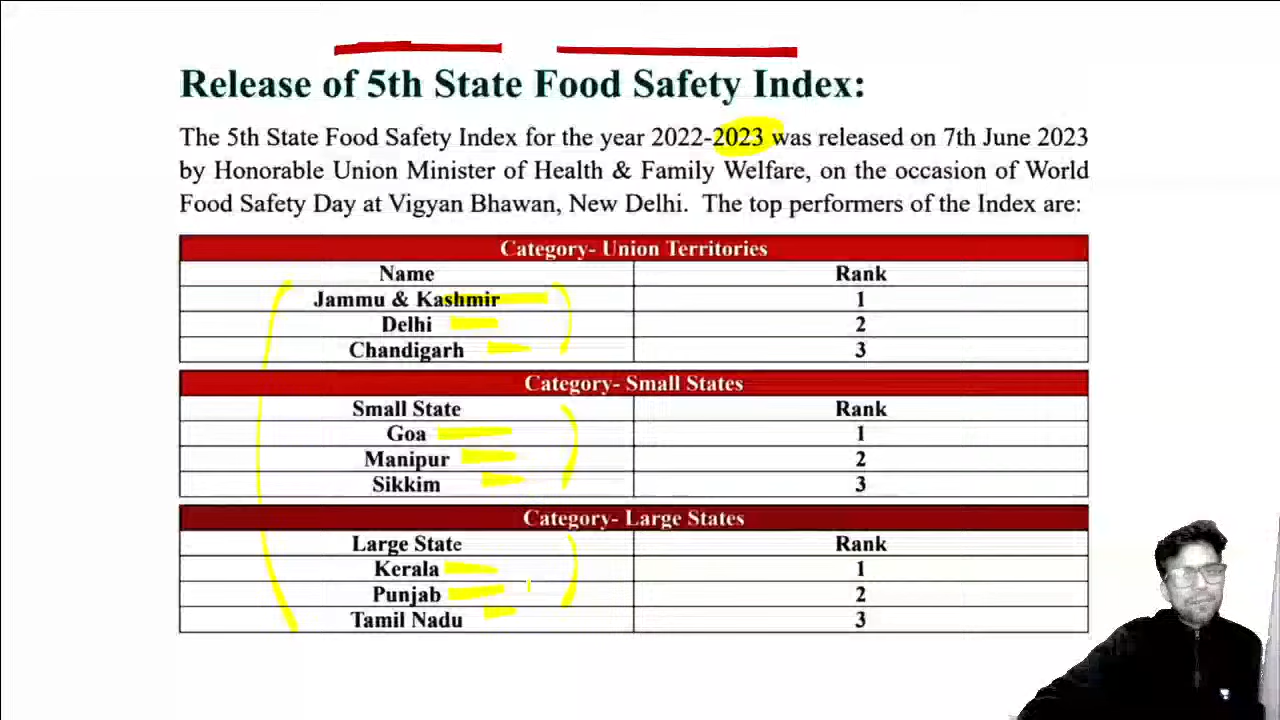 Release of 5th State Food Safety Index:
The 5th State Food Safety Index for the year 2022-2023 was released on 7th June 2023
by Honorable Union Minister of Health & Family Welfare, on the occasion of World
Food Safety Day at Vigyan Bhawan, New Delhi. The top performers of the Index are:
Category- Union Territories
Name Rank
Jammu & Kashmir 1
Delhi 2
Chandigarh 3
Category- Small States
Small State Rank
Goa 1
Manipur 2
Sikkim 3
Category- Large States
Large State Rank
Kerala 1
Punjab 2
Tamil Nadu 3